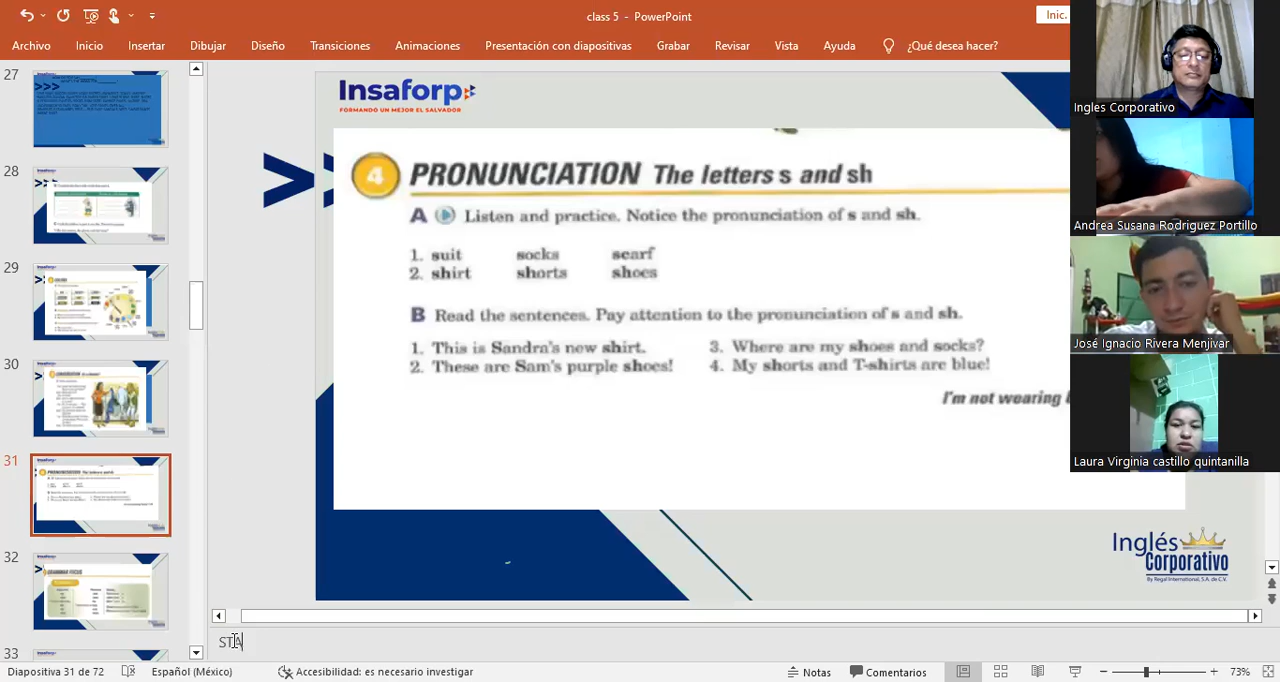 class 5 - PowerPoint
Inic.
Archivo Inicio Insertar Dibujar Diseño Transiciones Animaciones Presentación con diapositivas Grabar Revisar Vista Ayuda ¿Qué desea hacer?
27
28
29
30
31
32
33
Insaforp
FORMANDO UN MEJOR EL SALVADOR
4 PRONUNCIATION The letters s and sh
A Listen and practice. Notice the pronunciation of s and sh.
1. suit socks scarf
2. shirt shorts shoes
B Read the sentences. Pay attention to the pronunciation of s and sh.
1. This is Sandra's new shirt.
2. These are Sam's purple shoes!
3. Where are my shoes and socks?
4. My shorts and T-shirts are blue!
I'm not wearing
Inglés
Corporativo
By Regal International, S.A. de C.V.
Ingles Corporativo
Andrea Susana Rodriguez Portillo
José Ignacio Rivera Menjívar
Laura Virginia castillo quintanilla
STA
Diapositiva 31 de 72 Español (México) Accesibilidad: es necesario investigar Notas Comentarios 73%